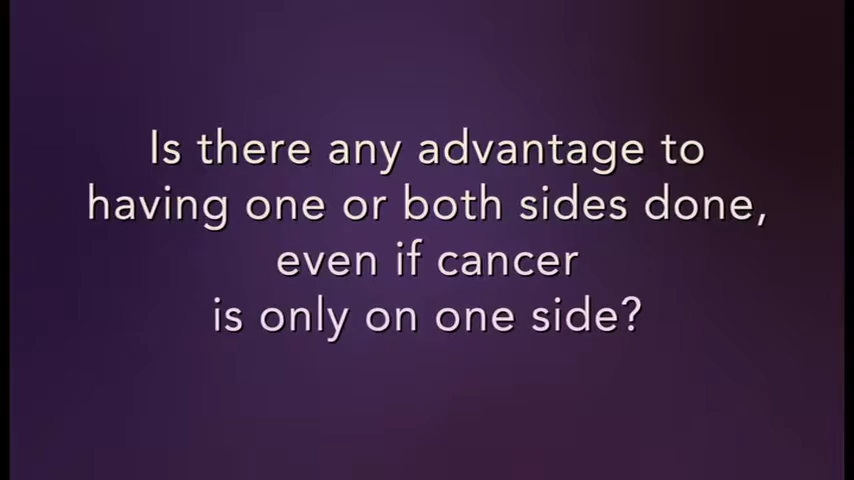 Is there any advantage to
having one or both sides done,
even if cancer
is only on one side?